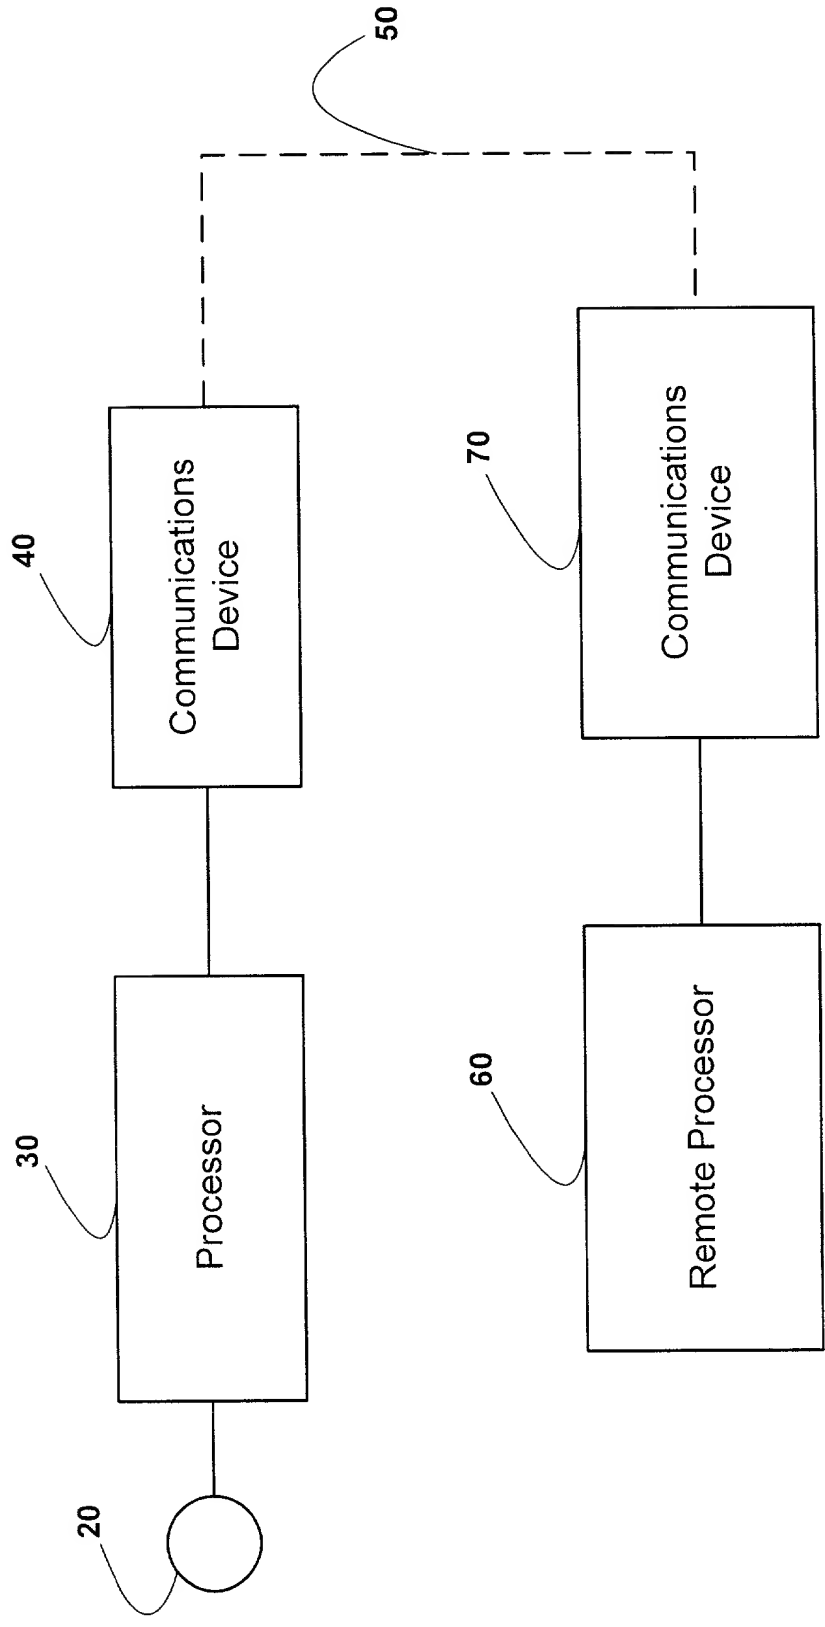 20
30
40
50
Processor
Communications
Device
60
70
Remote Processor
Communications
Device